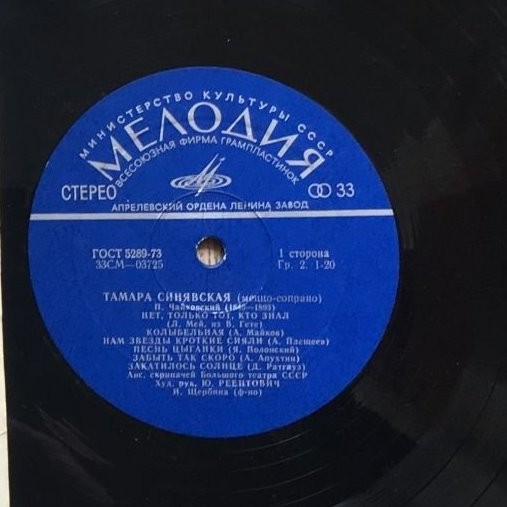 МИНИСТЕРСТВО КУЛЬТУРЫ СССР
МЕЛОДИЯ
ВСЕСОЮЗНАЯ ФИРМА ГРАМПЛАСТИНОК
СТЕРЕО 33
АПРЕЛЕВСКИЙ ОРДЕНА ЛЕНИНА ЗАВОД
ГОСТ 5289-73 1 сторона
33СМ—03725 Гр. 2. 1-20
ТАМАРА СИНЯВСКАЯ (меццо-сопрано)
П. Чайковский (1840—1893)
НЕТ, ТОЛЬКО ТОТ, КТО ЗНАЛ
(Л. Мей, из В. Гете)
КОЛЫБЕЛЬНАЯ (А. Майков)
НАМ ЗВЕЗДЫ КРОТКИЕ СИЯЛИ (А. Плещеев)
ПЕСНЬ ЦЫГАНКИ (Я. Полонский)
ЗАБЫТЬ ТАК СКОРО (А. Апухтин)
ЗАКАТИЛОСЬ СОЛНЦЕ (Д. Ратгауз)
Анс. скрипачей Большого театра СССР
Худ. рук. Ю. РЕЕНТОВИЧ
И. Щербина (ф-но)